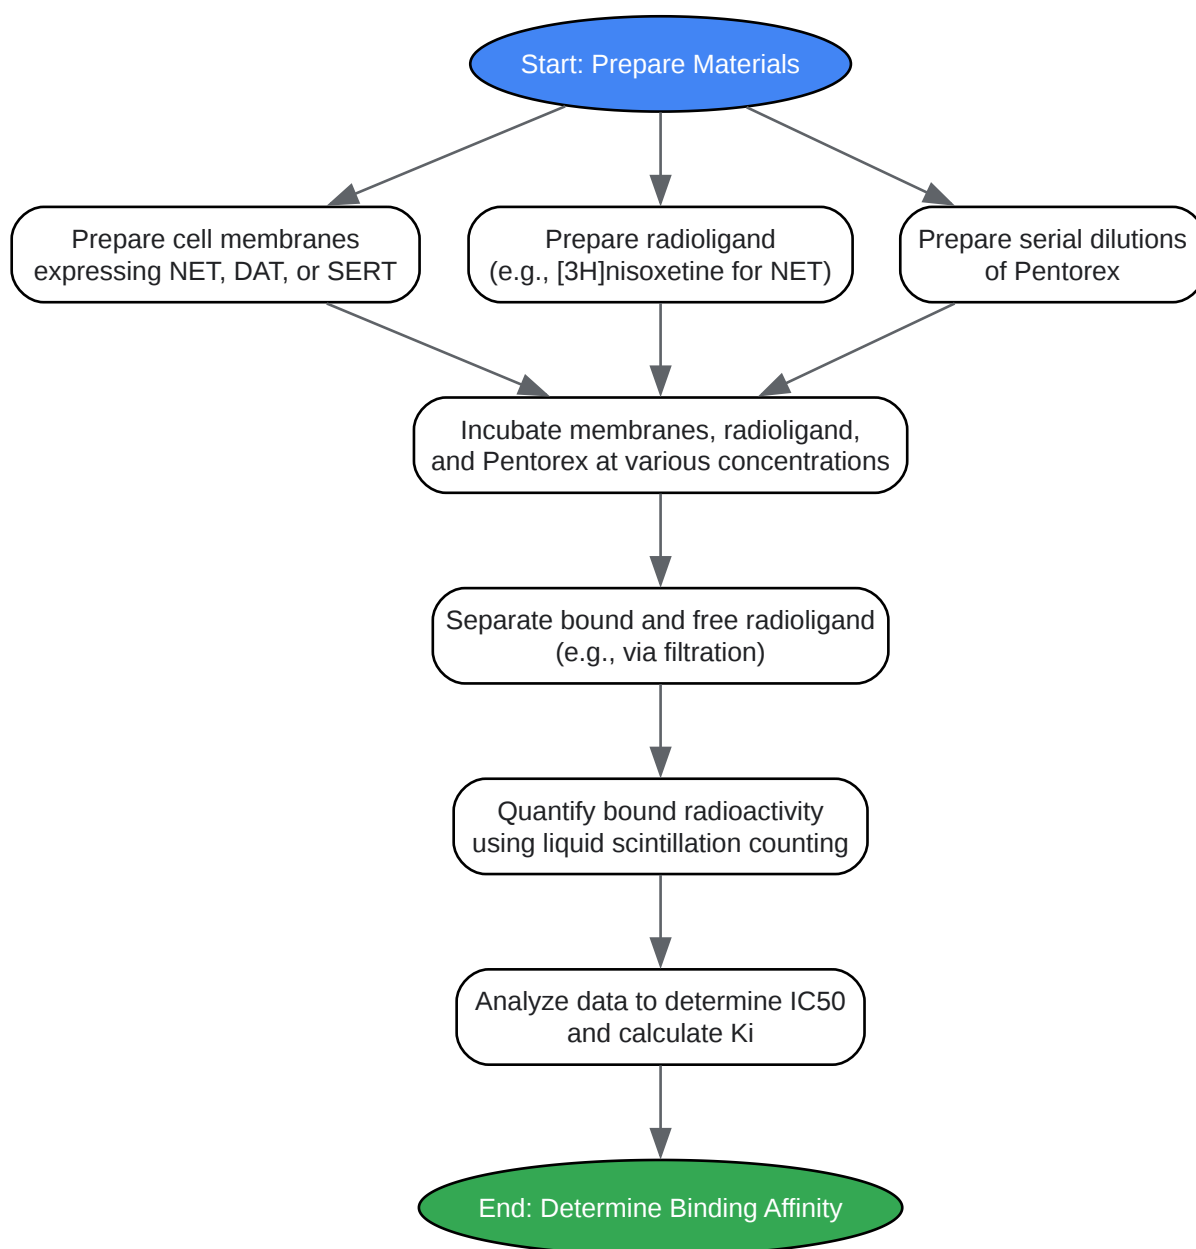 Start: Prepare Materials
Prepare cell membranes
expressing NET, DAT, or SERT
Prepare radioligand
(e.g., [3H]nisoxetine for NET)
Prepare serial dilutions
of Pentorex
Incubate membranes, radioligand,
and Pentorex at various concentrations
Separate bound and free radioligand
(e.g., via filtration)
Quantify bound radioactivity
using liquid scintillation counting
Analyze data to determine IC50
and calculate Ki
End: Determine Binding Affinity